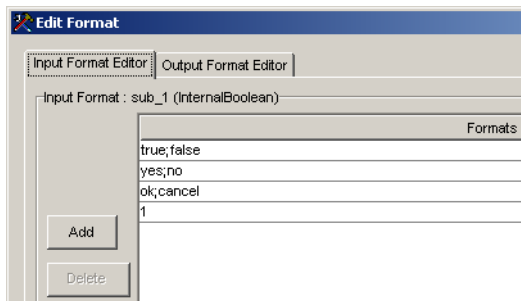 Edit Format
Input Format Editor Output Format Editor
Input Format : sub_1 (InternalBoolean)
Formats
true;false
yes;no
ok;cancel
1
Add
Delete